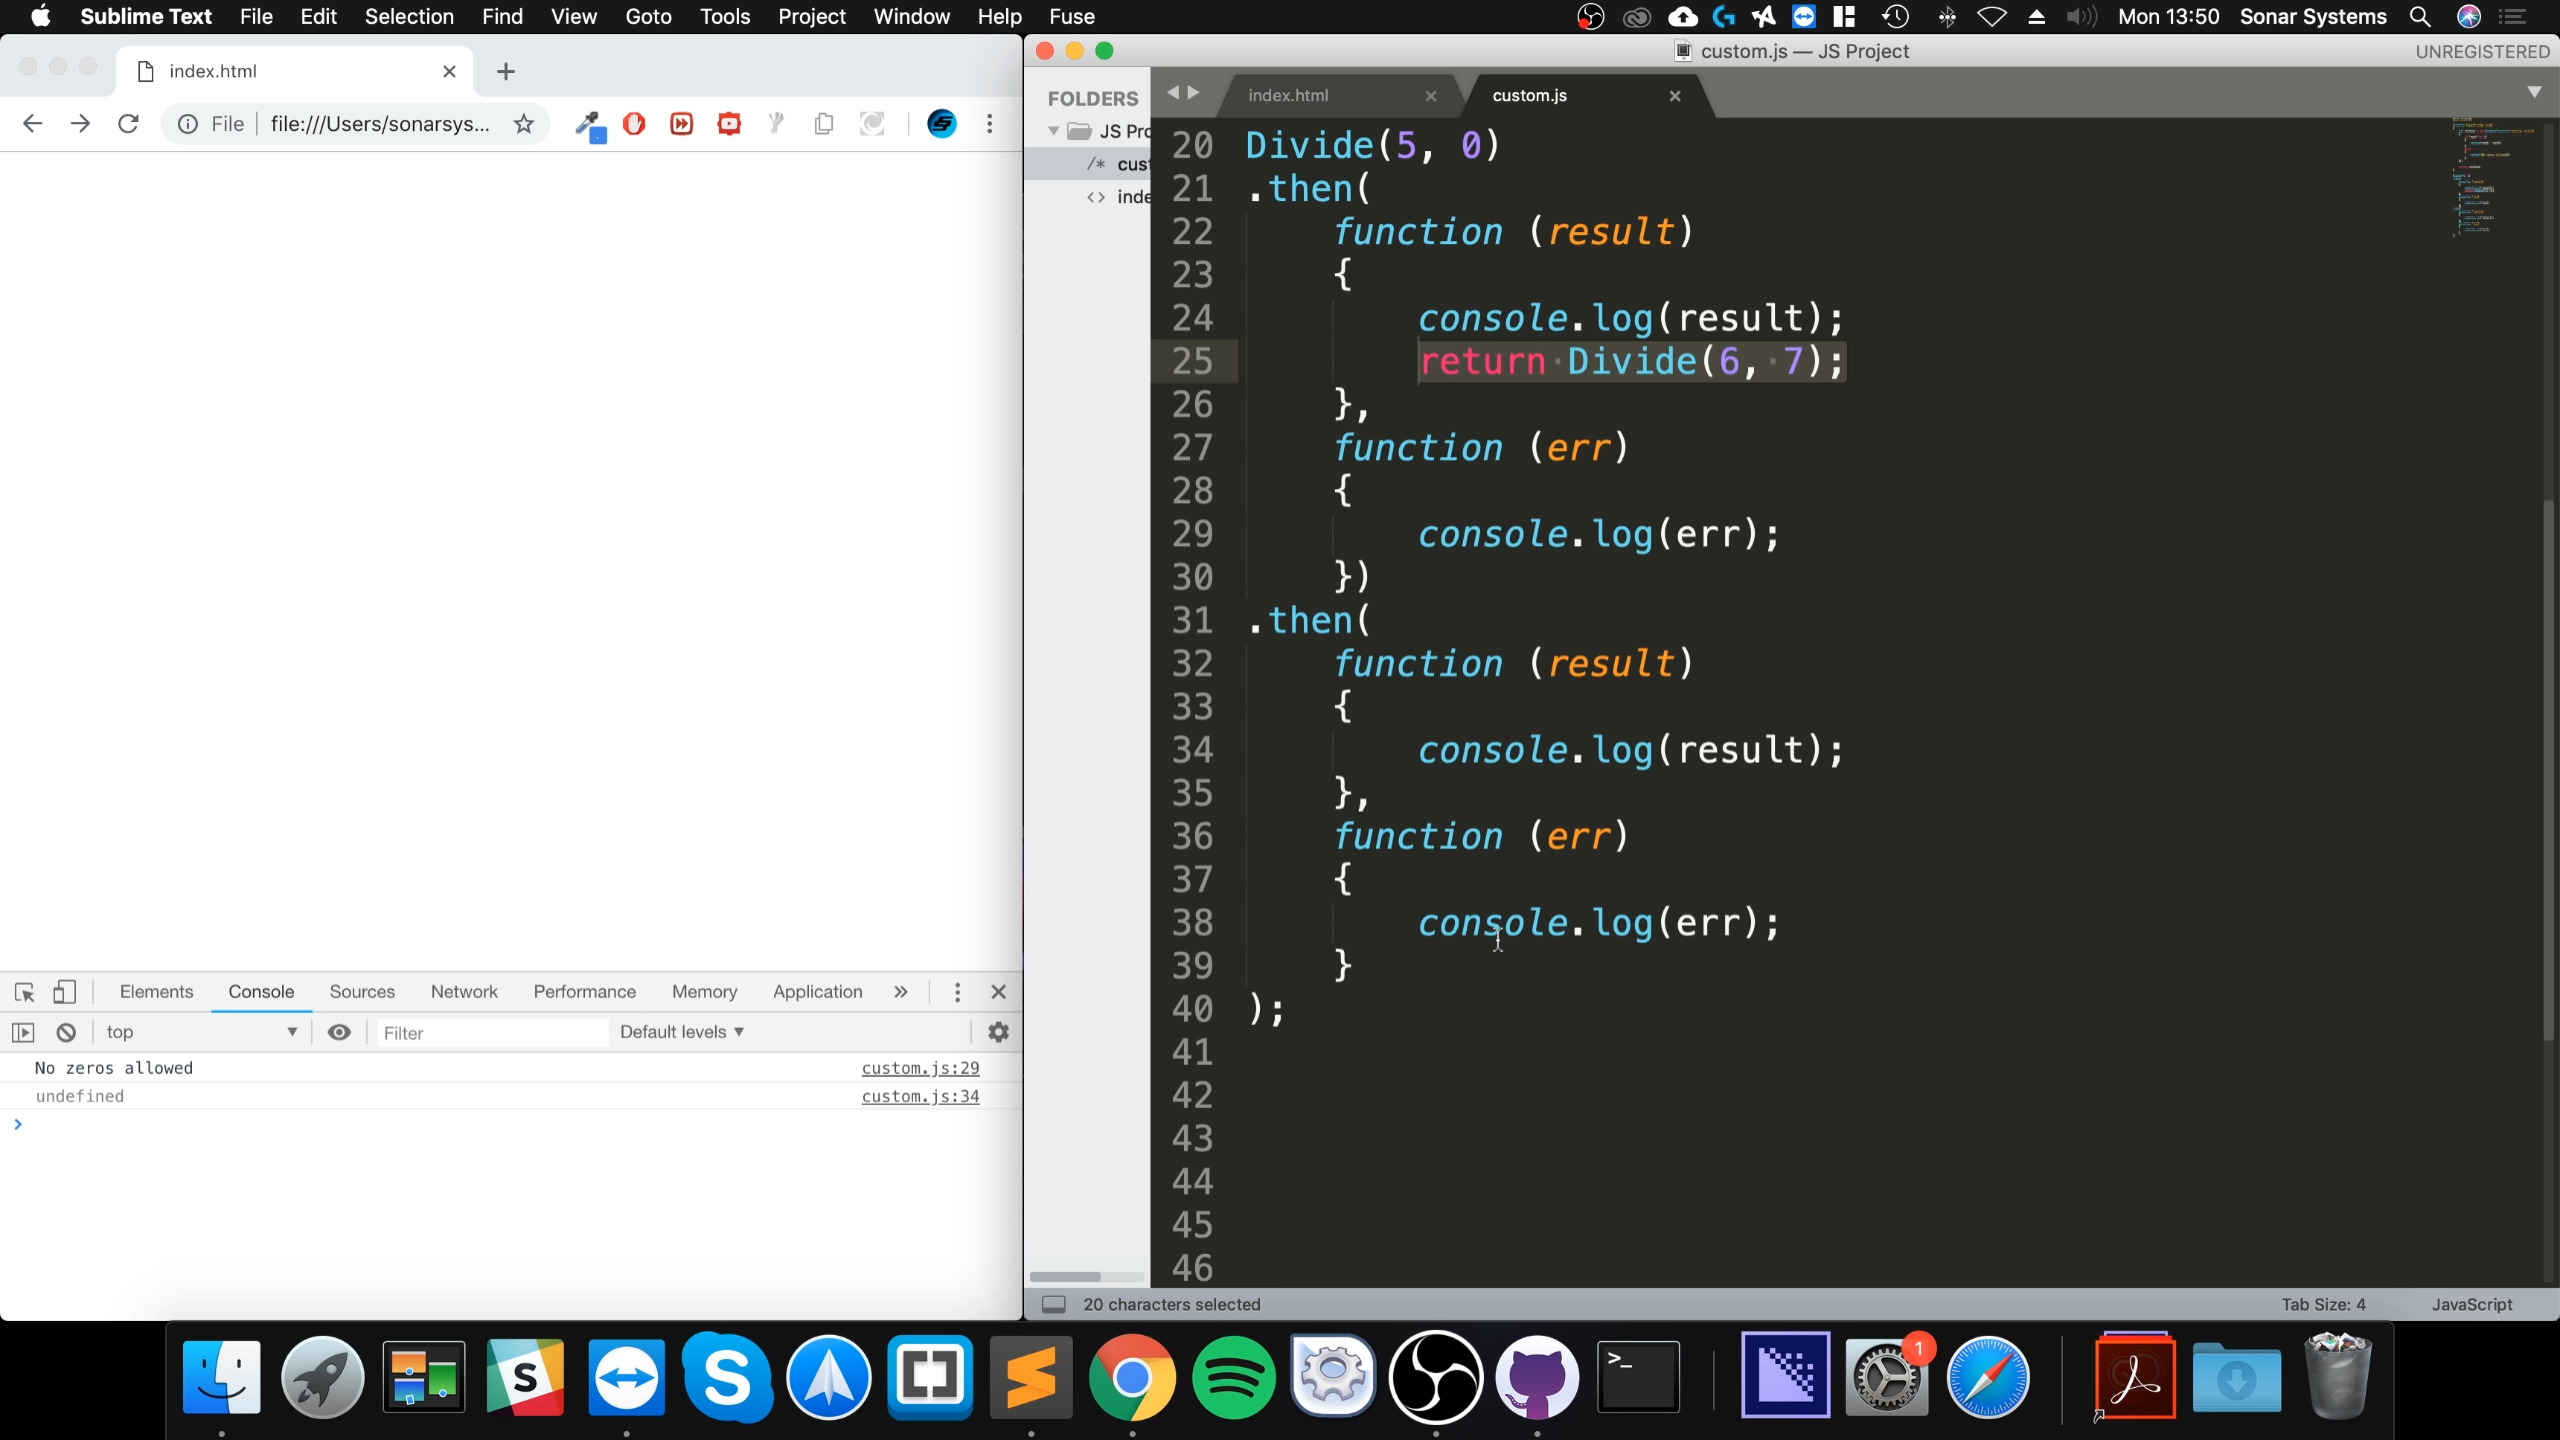 Sublime Text File Edit Selection Find View Goto Tools Project Window Help Fuse
Mon 13:50 Sonar Systems
index.html
File file:///Users/sonarsys...
custom.js — JS Project
UNREGISTERED
FOLDERS
JS Pro
/* cust
<> inde
index.html
custom.js
20 Divide(5, 0)
21 .then(
22 function (result)
23 {
24 console.log(result);
25 return Divide(6, 7);
26 },
27 function (err)
28 {
29 console.log(err);
30 })
31 .then(
32 function (result)
33 {
34 console.log(result);
35 },
36 function (err)
37 {
38 console.log(err);
39 }
40 );
41
42
43
44
45
46
Elements Console Sources Network Performance Memory Application »
top Filter Default levels ▼
No zeros allowed custom.js:29
undefined custom.js:34
>
20 characters selected
Tab Size: 4 JavaScript
S
S
>_
1